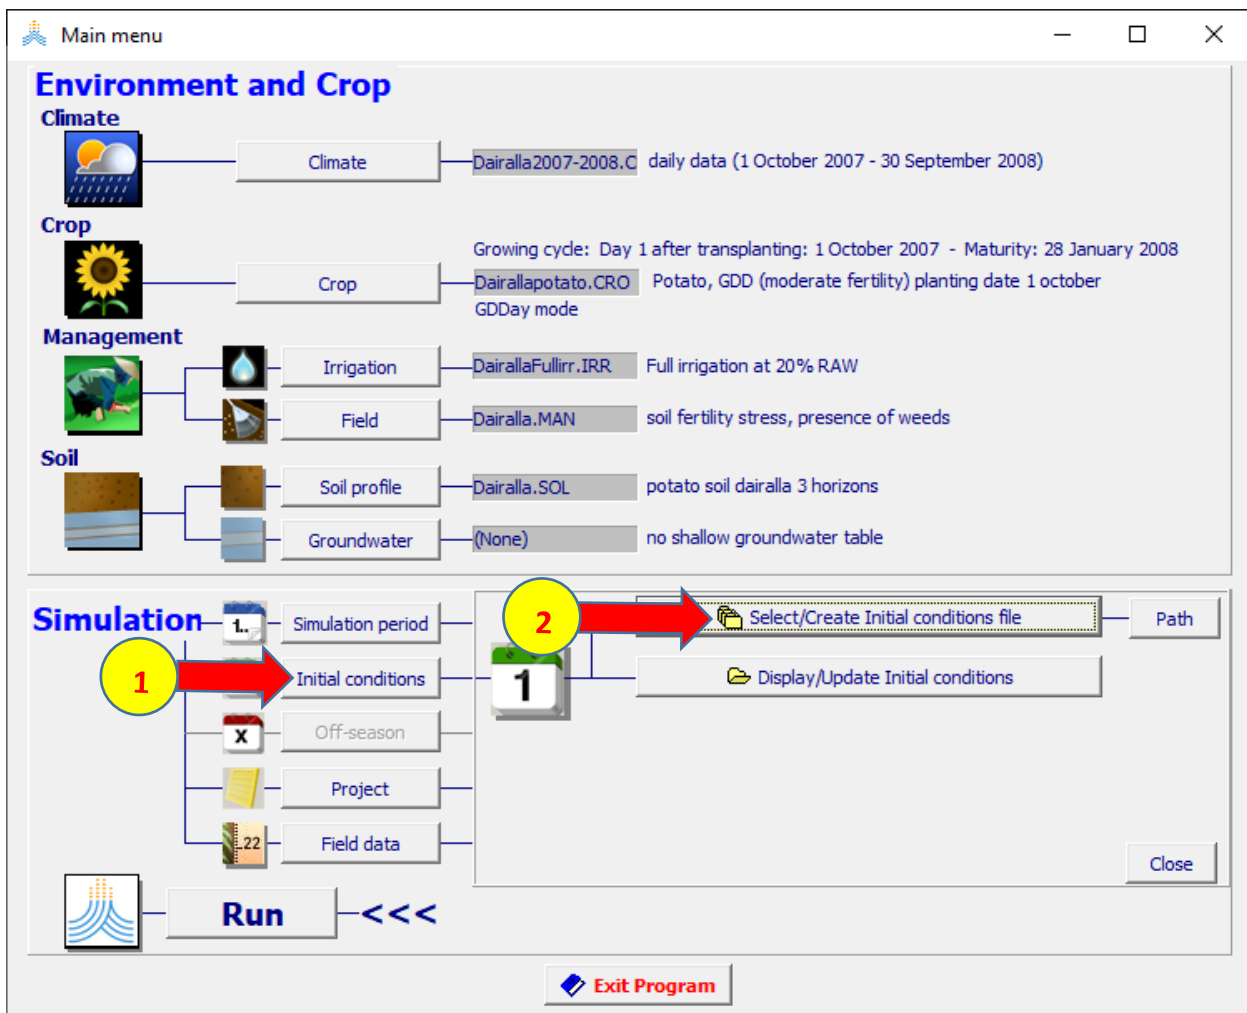 Main menu
Environment and Crop
Climate
Climate
Dairalla2007-2008.C
daily data (1 October 2007 - 30 September 2008)
Crop
Growing cycle: Day 1 after transplanting: 1 October 2007 - Maturity: 28 January 2008
Crop
Dairallapotato.CRO
Potato, GDD (moderate fertility) planting date 1 october
GDDay mode
Management
Irrigation
DairallaFullirr.IRR
Full irrigation at 20% RAW
Field
Dairalla.MAN
soil fertility stress, presence of weeds
Soil
Soil profile
Dairalla.SOL
potato soil dairalla 3 horizons
Groundwater
(None)
no shallow groundwater table
Simulation
1..
Simulation period
2
Select/Create Initial conditions file
Path
1
Initial conditions
1
Display/Update Initial conditions
X
Off-season
Project
..22
Field data
Close
Run
<<<
Exit Program